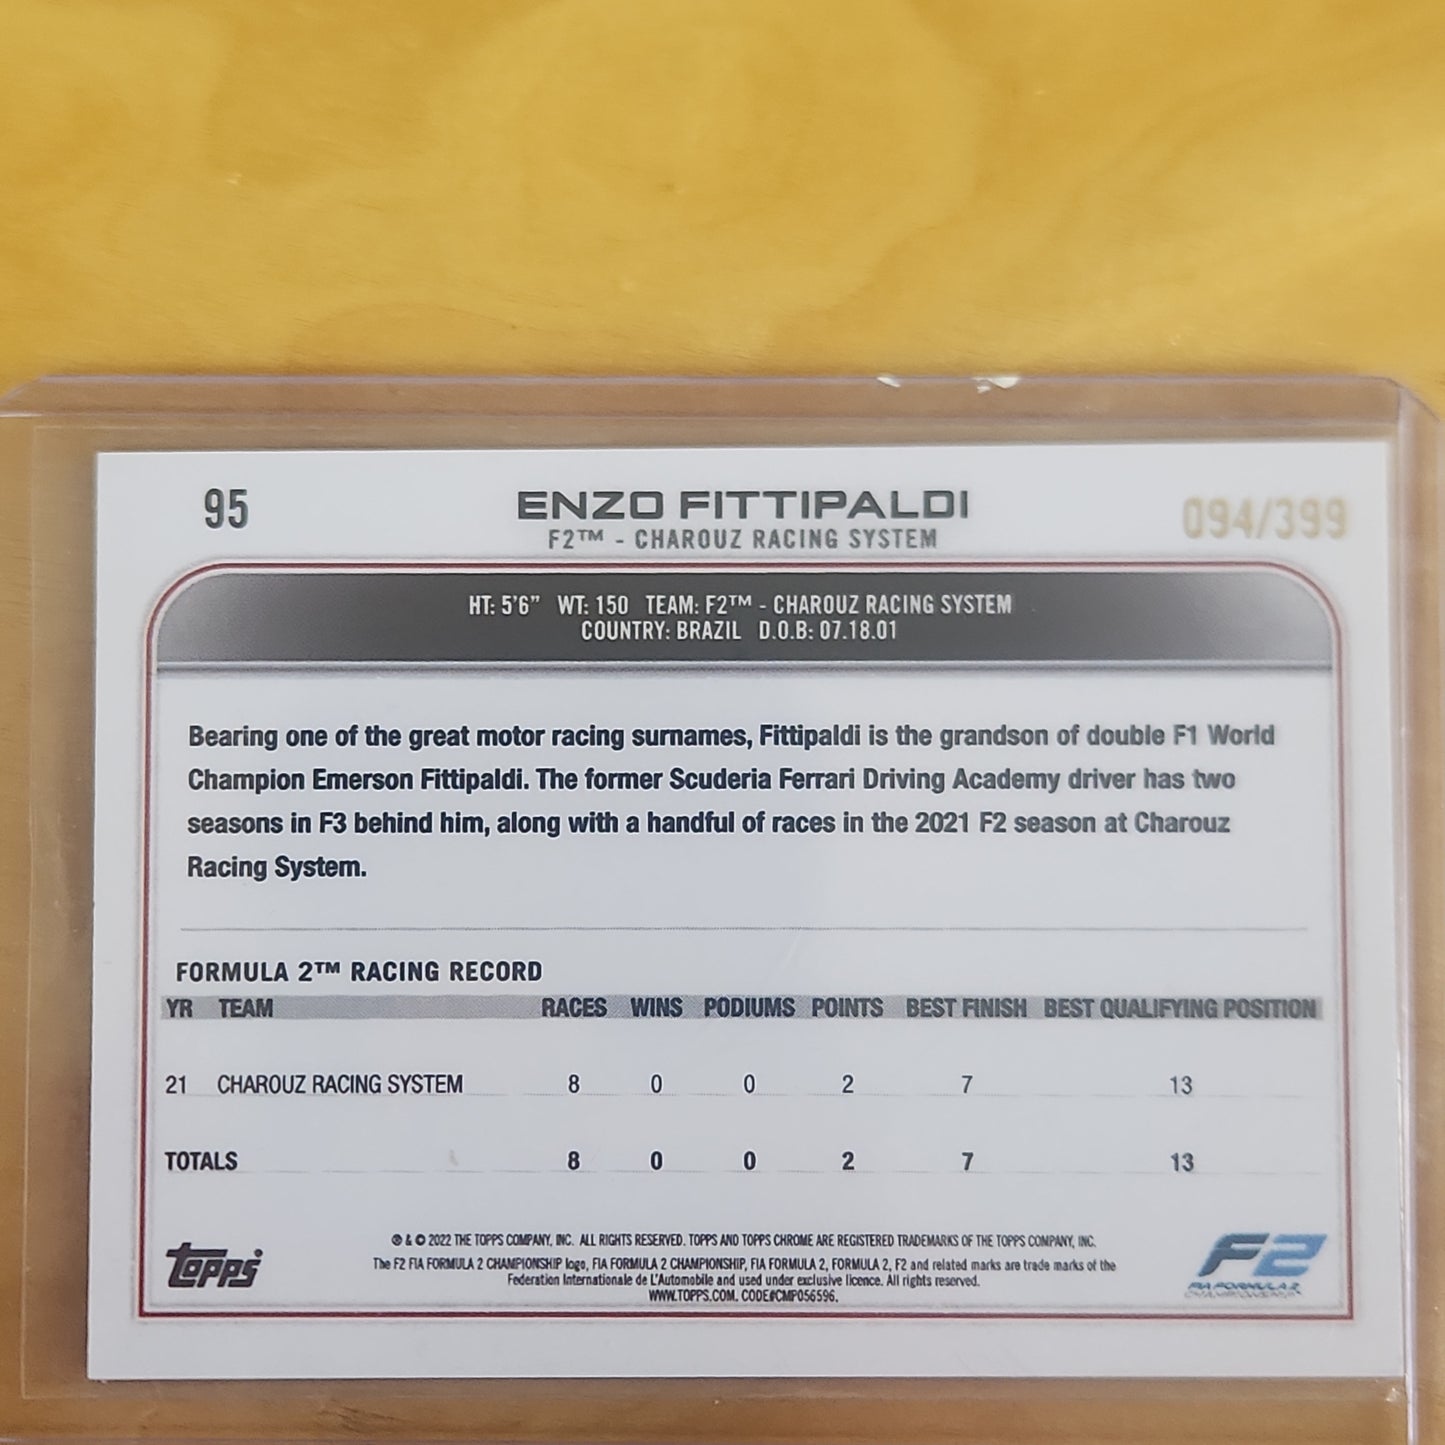 95
ENZO FITTIPALDI
094/399
F2™ - CHAROUZ RACING SYSTEM
HT: 5'6” WT: 150 TEAM: F2™ - CHAROUZ RACING SYSTEM
COUNTRY: BRAZIL D.O.B: 07.18.01
Bearing one of the great motor racing surnames, Fittipaldi is the grandson of double F1 World
Champion Emerson Fittipaldi. The former Scuderia Ferrari Driving Academy driver has two
seasons in F3 behind him, along with a handful of races in the 2021 F2 season at Charouz
Racing System.
FORMULA 2™ RACING RECORD
YR TEAM RACES WINS PODIUMS POINTS BEST FINISH BEST QUALIFYING POSITION
21 CHAROUZ RACING SYSTEM 8 0 0 2 7 13
TOTALS 8 0 0 2 7 13
topps
® & © 2022 THE TOPPS COMPANY, INC. ALL RIGHTS RESERVED. TOPPS AND TOPPS CHROME ARE REGISTERED TRADEMARKS OF THE TOPPS COMPANY, INC.
The F2 FIA FORMULA 2 CHAMPIONSHIP logo, FIA FORMULA 2 CHAMPIONSHIP, FIA FORMULA 2, FORMULA 2, F2 and related marks are trade marks of the
Federation Internationale de L'Automobile and used under exclusive licence. All rights reserved.
WWW.TOPPS.COM. CODE#CMP056596.
F2
FIA FORMULA 2
CHAMPIONSHIP